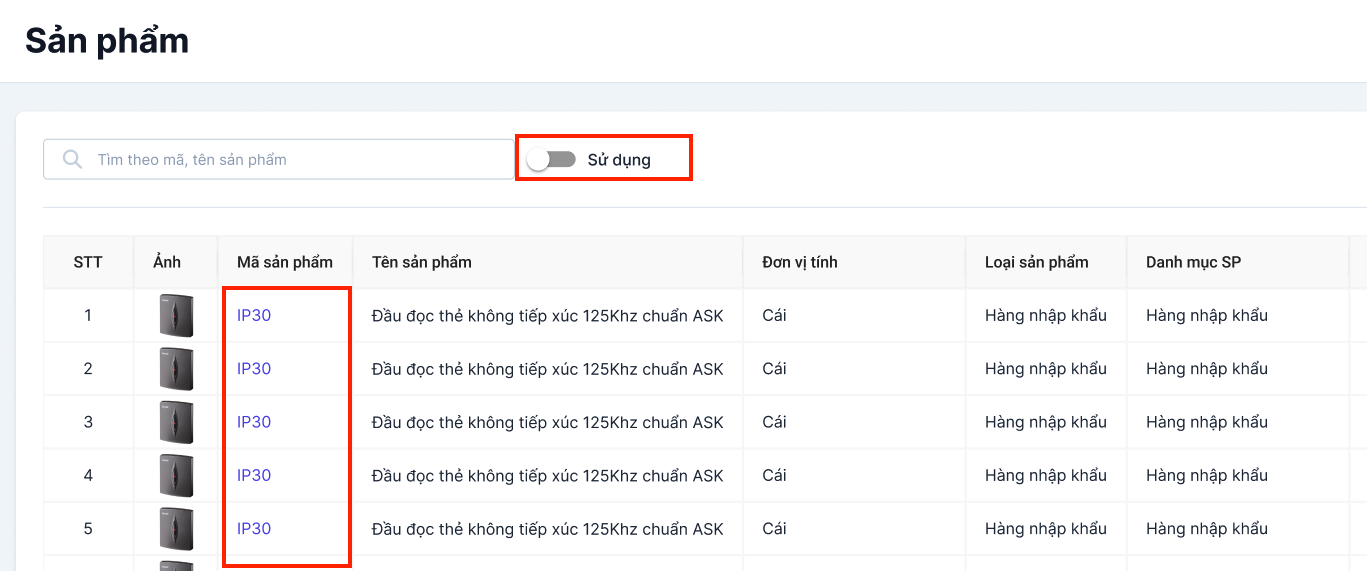 Sản phẩm
Tìm theo mã, tên sản phẩm
Sử dụng
STT Ảnh Mã sản phẩm Tên sản phẩm Đơn vị tính Loại sản phẩm Danh mục SP
1 IP30 Đầu đọc thẻ không tiếp xúc 125Khz chuẩn ASK Cái Hàng nhập khẩu Hàng nhập khẩu
2 IP30 Đầu đọc thẻ không tiếp xúc 125Khz chuẩn ASK Cái Hàng nhập khẩu Hàng nhập khẩu
3 IP30 Đầu đọc thẻ không tiếp xúc 125Khz chuẩn ASK Cái Hàng nhập khẩu Hàng nhập khẩu
4 IP30 Đầu đọc thẻ không tiếp xúc 125Khz chuẩn ASK Cái Hàng nhập khẩu Hàng nhập khẩu
5 IP30 Đầu đọc thẻ không tiếp xúc 125Khz chuẩn ASK Cái Hàng nhập khẩu Hàng nhập khẩu